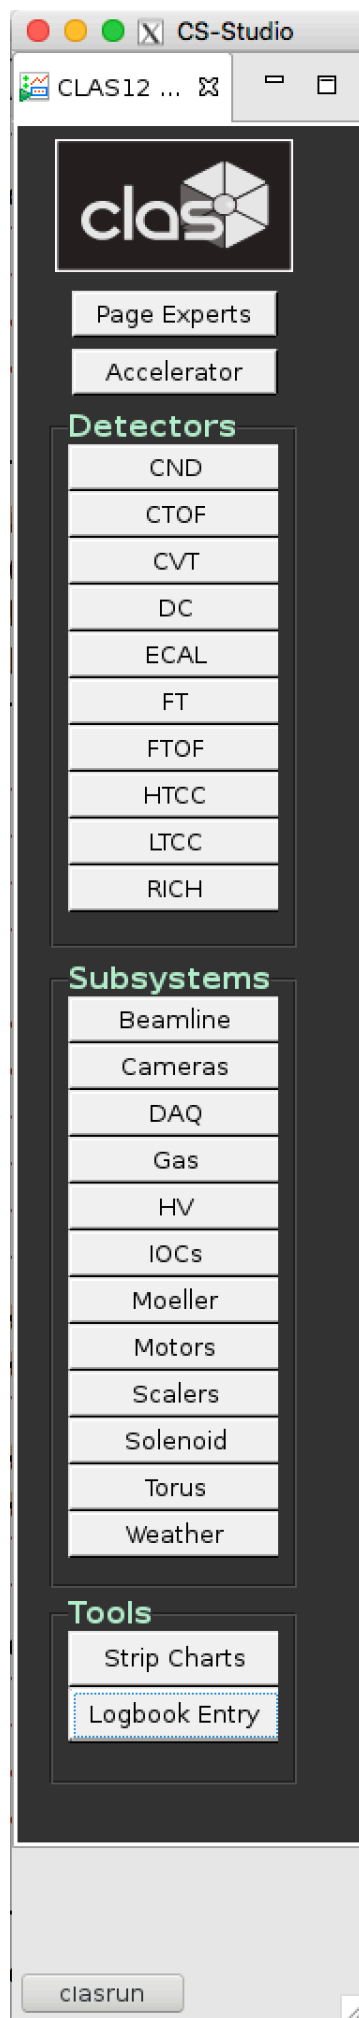 CS-Studio
CLAS12 ...
clas
Page Experts
Accelerator
Detectors
CND
CTOF
CVT
DC
ECAL
FT
FTOF
HTCC
LTCC
RICH
Subsystems
Beamline
Cameras
DAQ
Gas
HV
IOCs
Moeller
Motors
Scalers
Solenoid
Torus
Weather
Tools
Strip Charts
Logbook Entry
clasrun